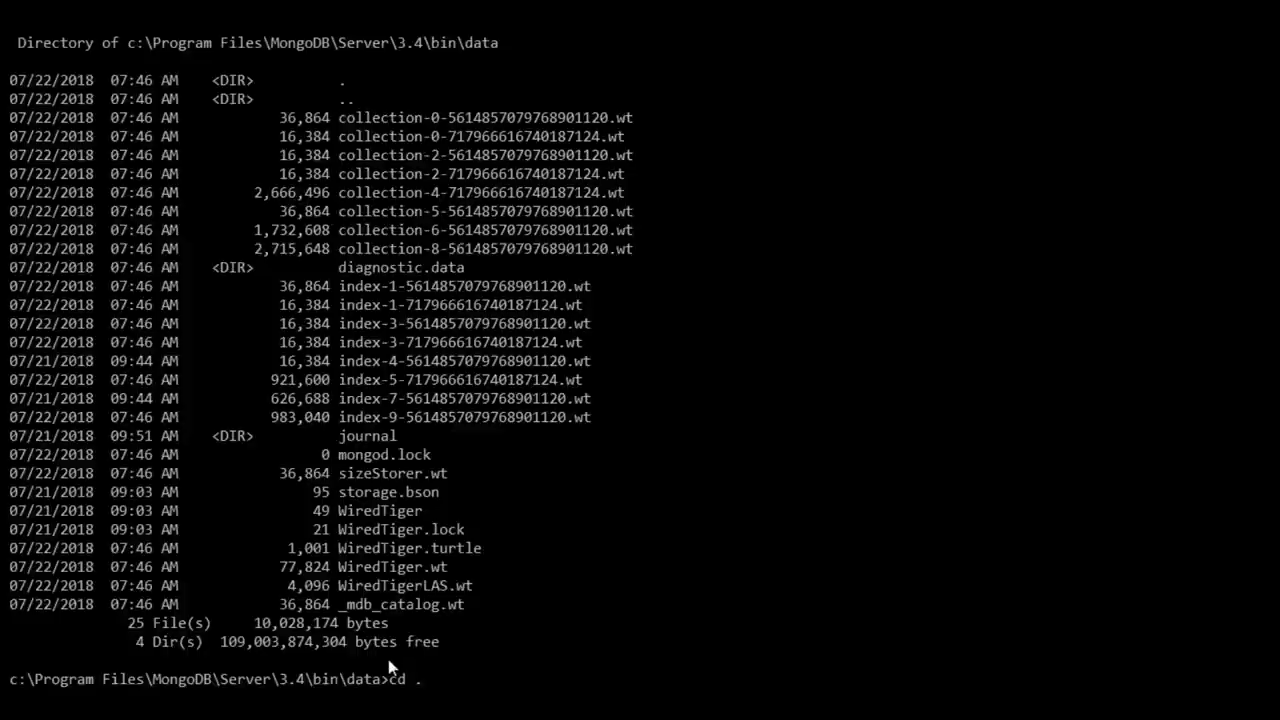 Directory of c:\Program Files\MongoDB\Server\3.4\bin\data
07/22/2018  07:46 AM    <DIR>          .
07/22/2018  07:46 AM    <DIR>          ..
07/22/2018  07:46 AM            36,864 collection-0-5614857079768901120.wt
07/22/2018  07:46 AM            16,384 collection-0-717966616740187124.wt
07/22/2018  07:46 AM            16,384 collection-2-5614857079768901120.wt
07/22/2018  07:46 AM            16,384 collection-2-717966616740187124.wt
07/22/2018  07:46 AM         2,666,496 collection-4-717966616740187124.wt
07/22/2018  07:46 AM            36,864 collection-5-5614857079768901120.wt
07/22/2018  07:46 AM         1,732,608 collection-6-5614857079768901120.wt
07/22/2018  07:46 AM         2,715,648 collection-8-5614857079768901120.wt
07/22/2018  07:46 AM    <DIR>          diagnostic.data
07/22/2018  07:46 AM            36,864 index-1-5614857079768901120.wt
07/22/2018  07:46 AM            16,384 index-1-717966616740187124.wt
07/22/2018  07:46 AM            16,384 index-3-5614857079768901120.wt
07/22/2018  07:46 AM            16,384 index-3-717966616740187124.wt
07/21/2018  09:44 AM            16,384 index-4-5614857079768901120.wt
07/22/2018  07:46 AM           921,600 index-5-717966616740187124.wt
07/21/2018  09:44 AM           626,688 index-7-5614857079768901120.wt
07/22/2018  07:46 AM           983,040 index-9-5614857079768901120.wt
07/21/2018  09:51 AM    <DIR>          journal
07/22/2018  07:46 AM                 0 mongod.lock
07/22/2018  07:46 AM            36,864 sizeStorer.wt
07/21/2018  09:03 AM                95 storage.bson
07/21/2018  09:03 AM                49 WiredTiger
07/21/2018  09:03 AM                21 WiredTiger.lock
07/22/2018  07:46 AM             1,001 WiredTiger.turtle
07/22/2018  07:46 AM            77,824 WiredTiger.wt
07/22/2018  07:46 AM             4,096 WiredTigerLAS.wt
07/22/2018  07:46 AM            36,864 _mdb_catalog.wt
25 File(s)     10,028,174 bytes
4 Dir(s)  109,003,874,304 bytes free
c:\Program Files\MongoDB\Server\3.4\bin\data>cd .